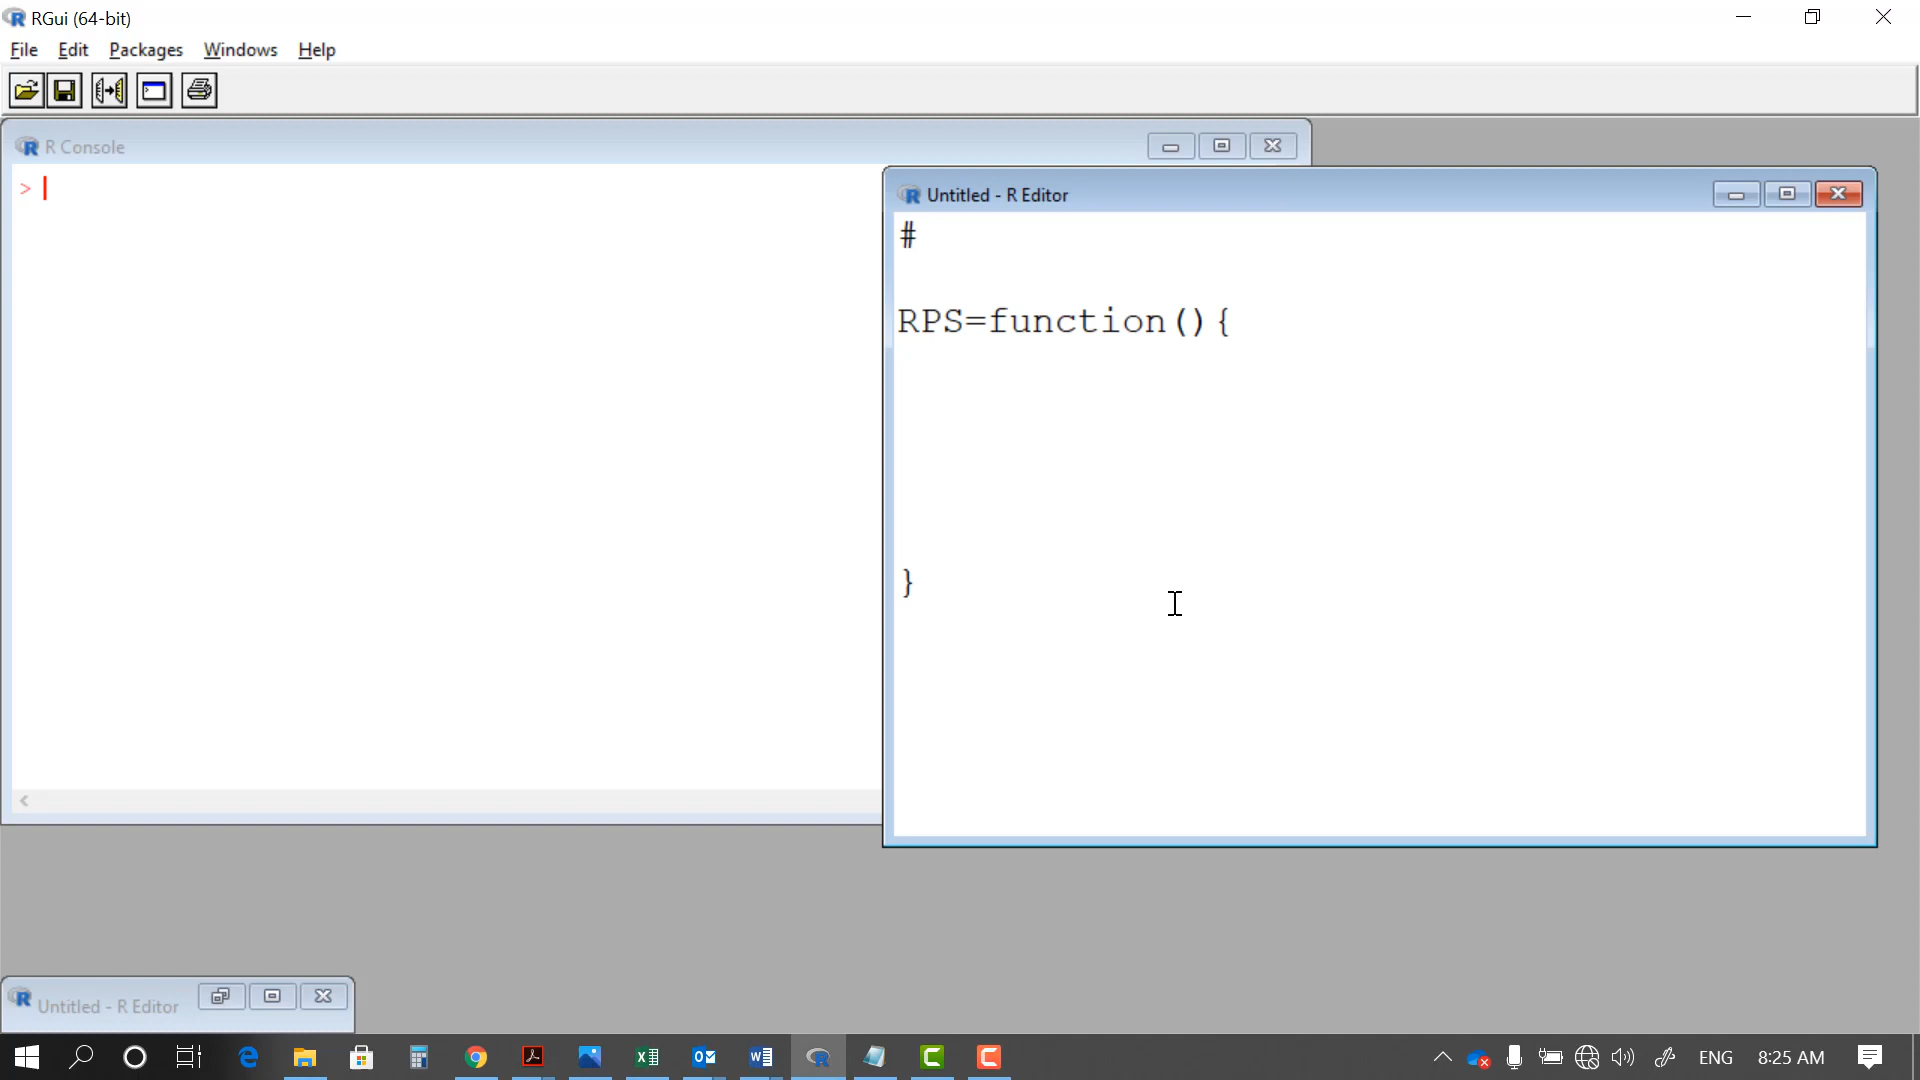 RGui (64-bit)
File Edit Packages Windows Help
R Console
>
Untitled - R Editor
#
RPS=function(){
}
Untitled - R Editor
ENG 8:25 AM